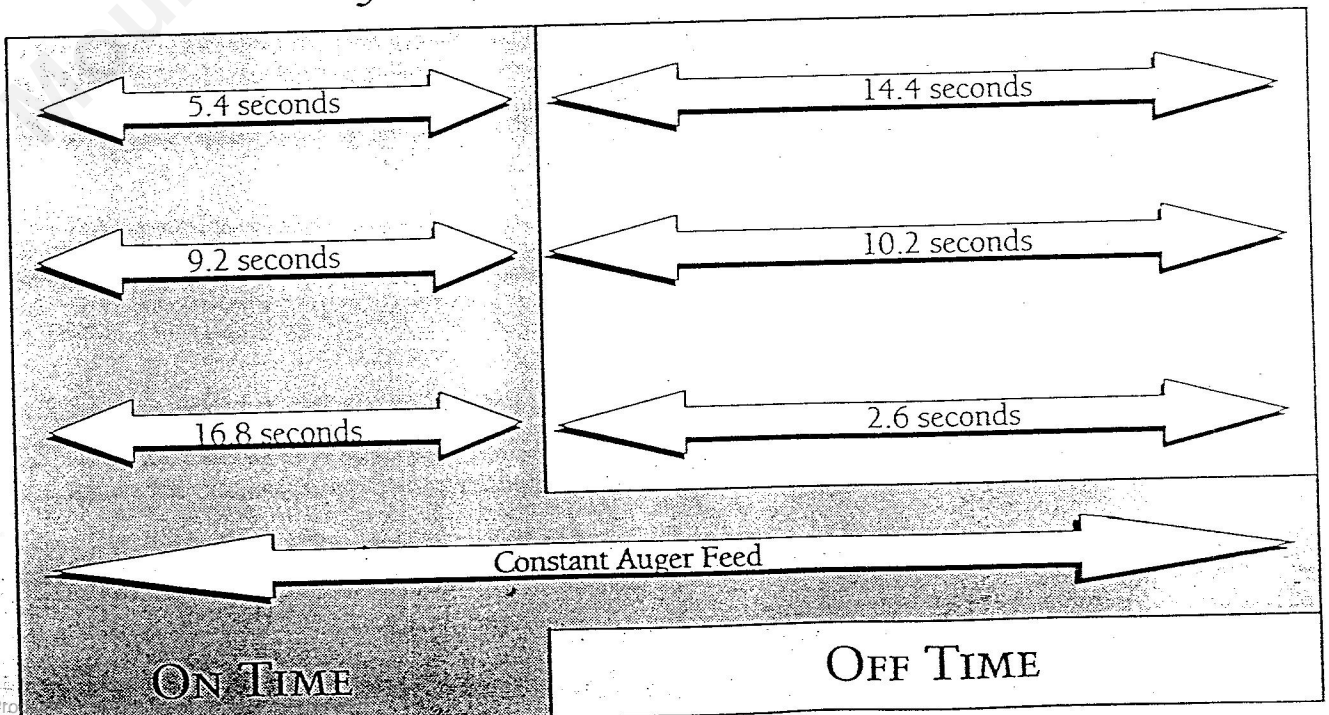 5.4 seconds
14.4 seconds
9.2 seconds
10.2 seconds
16.8 seconds
2.6 seconds
Constant Auger Feed
ON TIME
OFF TIME